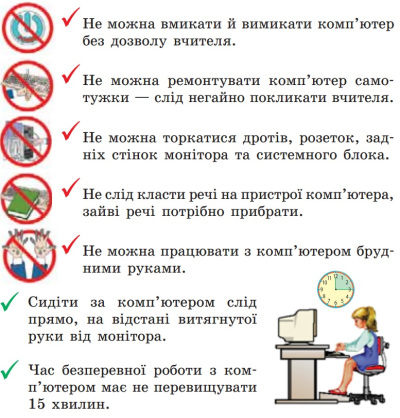 Не можна вмикати й вимикати комп’ютер
без дозволу вчителя.
Не можна ремонтувати комп’ютер само-
тужки — слід негайно покликати вчителя.
Не можна торкатися дротів, розеток, зад-
ніх стінок монітора та системного блока.
Не слід класти речі на пристрої комп’ютера,
зайві речі потрібно прибрати.
Не можна працювати з комп’ютером бруд-
ними руками.
Сидіти за комп’ютером слід
прямо, на відстані витягнутої
руки від монітора.
Час безперевної роботи з ком-
п’ютером має не перевищувати
15 хвилин.